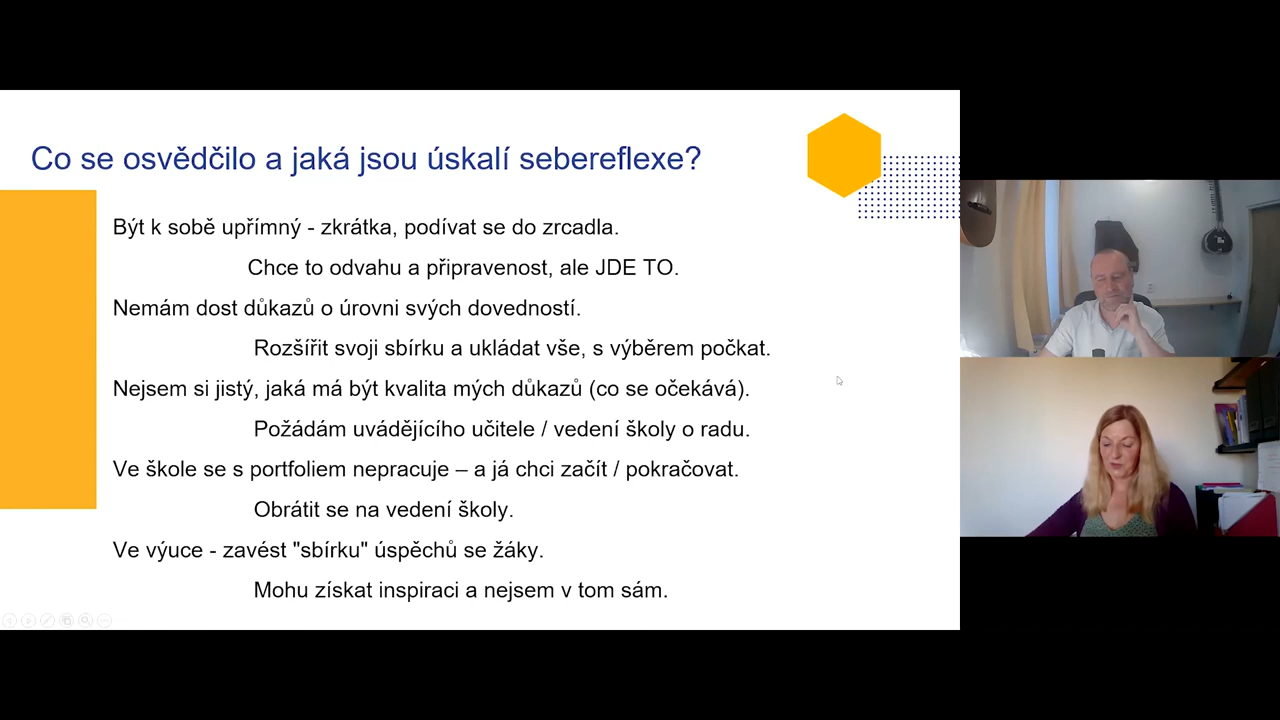 Co se osvědčilo a jaká jsou úskalí sebereflexe?
Být k sobě upřímný - zkrátka, podívat se do zrcadla.
Chce to odvahu a připravenost, ale JDE TO.
Nemám dost důkazů o úrovni svých dovedností.
Rozšířit svoji sbírku a ukládat vše, s výběrem počkat.
Nejsem si jistý, jaká má být kvalita mých důkazů (co se očekává).
Požádám uvádějícího učitele / vedení školy o radu.
Ve škole se s portfoliem nepracuje – a já chci začít / pokračovat.
Obrátit se na vedení školy.
Ve výuce - zavést "sbírku" úspěchů se žáky.
Mohu získat inspiraci a nejsem v tom sám.